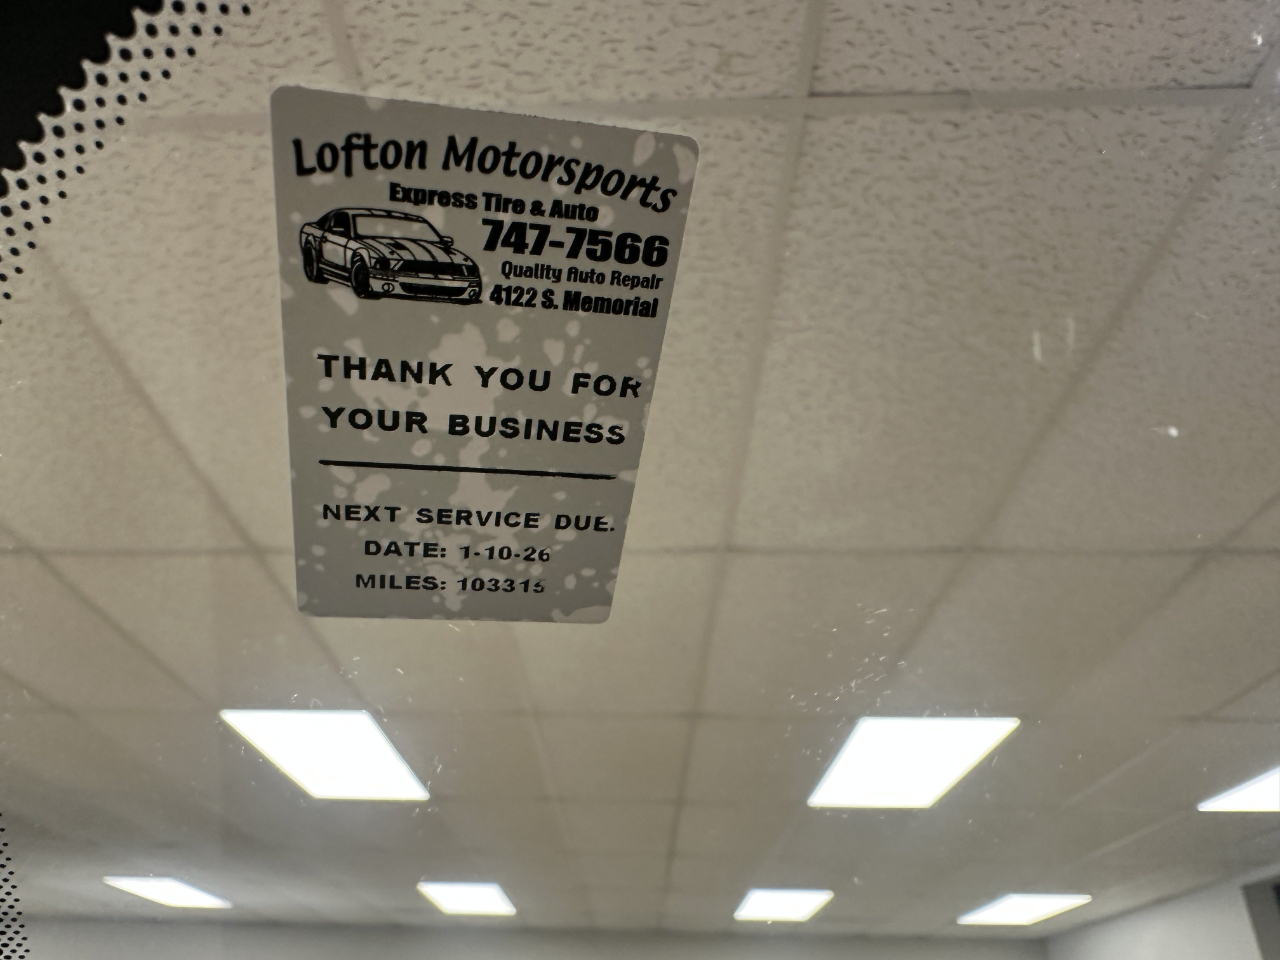 Lofton Motorsports
Express Tire & Auto
747-7566
Quality Auto Repair
4122 S. Memorial
THANK YOU FOR
YOUR BUSINESS
NEXT SERVICE DUE.
DATE: 1-10-26
MILES: 103315